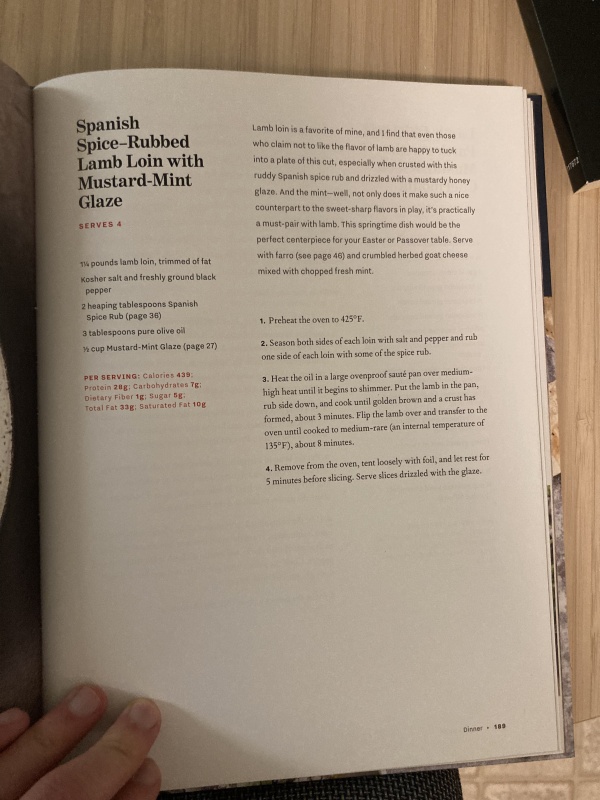 Spanish
Spice–Rubbed
Lamb Loin with
Mustard-Mint
Glaze
SERVES 4
1¼ pounds lamb loin, trimmed of fat
Kosher salt and freshly ground black
pepper
2 heaping tablespoons Spanish
Spice Rub (page 36)
3 tablespoons pure olive oil
½ cup Mustard-Mint Glaze (page 27)
PER SERVING: Calories 439;
Protein 28g; Carbohydrates 7g;
Dietary Fiber 1g; Sugar 5g;
Total Fat 33g; Saturated Fat 10g
Lamb loin is a favorite of mine, and I find that even those
who claim not to like the flavor of lamb are happy to tuck
into a plate of this cut, especially when crusted with this
ruddy Spanish spice rub and drizzled with a mustardy honey
glaze. And the mint—well, not only does it make such a nice
counterpart to the sweet-sharp flavors in play, it's practically
a must-pair with lamb. This springtime dish would be the
perfect centerpiece for your Easter or Passover table. Serve
with farro (see page 46) and crumbled herbed goat cheese
mixed with chopped fresh mint.
1. Preheat the oven to 425°F.
2. Season both sides of each loin with salt and pepper and rub
one side of each loin with some of the spice rub.
3. Heat the oil in a large ovenproof sauté pan over medium-
high heat until it begins to shimmer. Put the lamb in the pan,
rub side down, and cook until golden brown and a crust has
formed, about 3 minutes. Flip the lamb over and transfer to the
oven until cooked to medium-rare (an internal temperature of
135°F), about 8 minutes.
4. Remove from the oven, tent loosely with foil, and let rest for
5 minutes before slicing. Serve slices drizzled with the glaze.
Dinner • 169